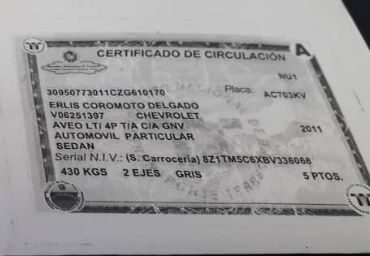 CERTIFICADO DE CIRCULACIÓN
A
NU1
30950773011CZG610170 Placa: AC753KV
ERLIS COROMOTO DELGADO
V06251397 CHEVROLET
AVEO LT/ 4P T/A C/A GNV 2011
AUTOMOVIL PARTICULAR
SEDAN
Serial N.I.V.: (S. Carroceria) 8Z1TM5C6XBV336068
430 KGS 2 EJES GRIS 5 PTOS.